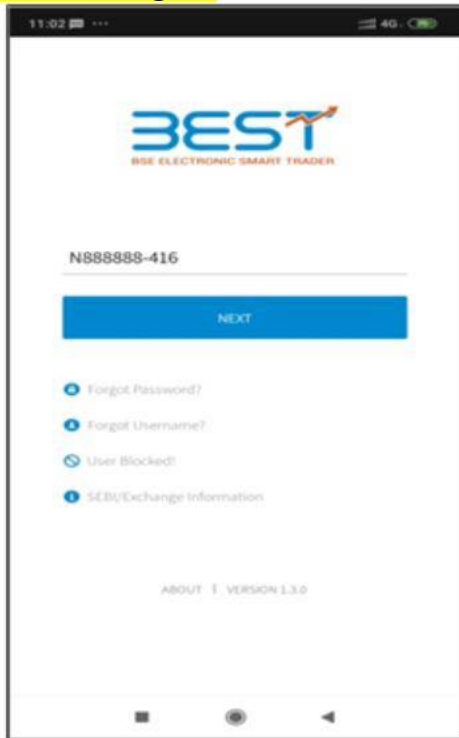 11:02 ... 4G
BEST
BSE ELECTRONIC SMART TRADER
N888888-416
NEXT
Forgot Password?
Forgot Username?
User Blocked!
SEBI/Exchange Information
ABOUT | VERSION 1.3.0